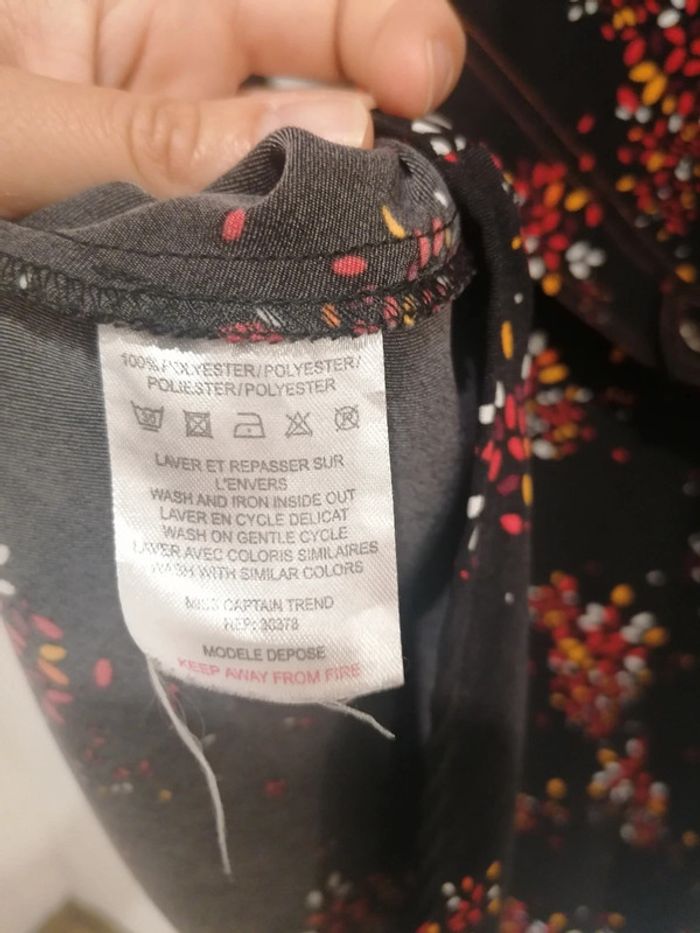 100% POLYESTER/POLYESTER/
POLIESTER/POLYESTER
LAVER ET REPASSER SUR
L'ENVERS
WASH AND IRON INSIDE OUT
LAVER EN CYCLE DELICAT
WASH ON GENTLE CYCLE
LAVER AVEC COLORIS SIMILAIRES
WASH WITH SIMILAR COLORS
MISS CAPTAIN TREND
REF: 30378
MODELE DEPOSE
KEEP AWAY FROM FIRE